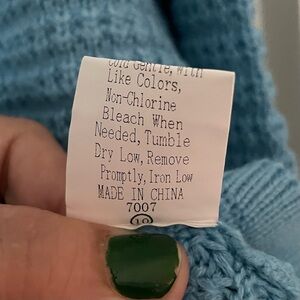 Cold Gentle, with
Like Colors,
Non-Chlorine
Bleach When
Needed, Tumble
Dry Low, Remove
Promptly, Iron Low
MADE IN CHINA
7007
10